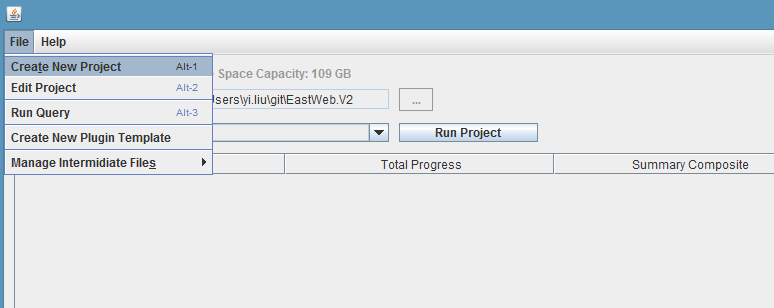 File Help
Create New Project Alt-1
Space Capacity: 109 GB
Edit Project Alt-2
sers\yi.liu\git\EastWeb.V2 ...
Run Query Alt-3
Run Project
Create New Plugin Template
Manage Intermidiate Files
Total Progress Summary Composite